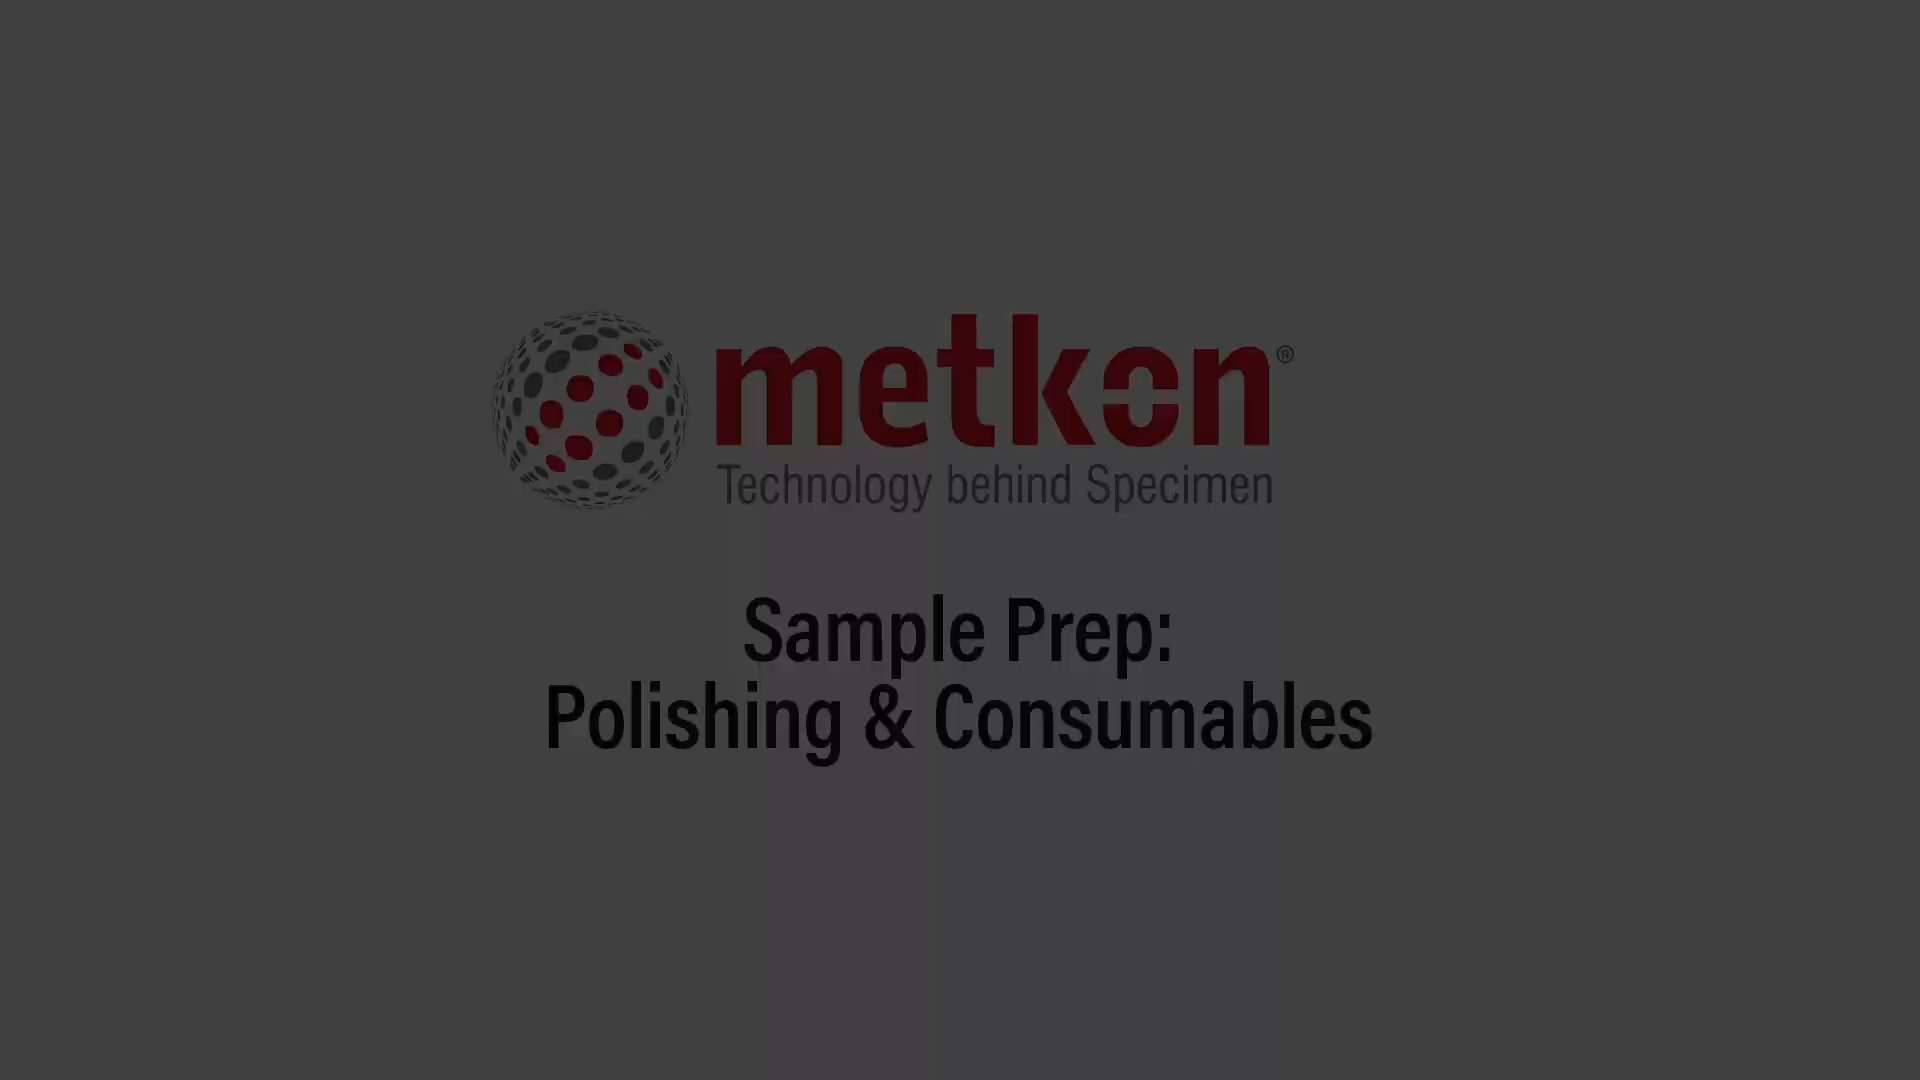 metkon®
Technology behind Specimen
Sample Prep:
Polishing & Consumables